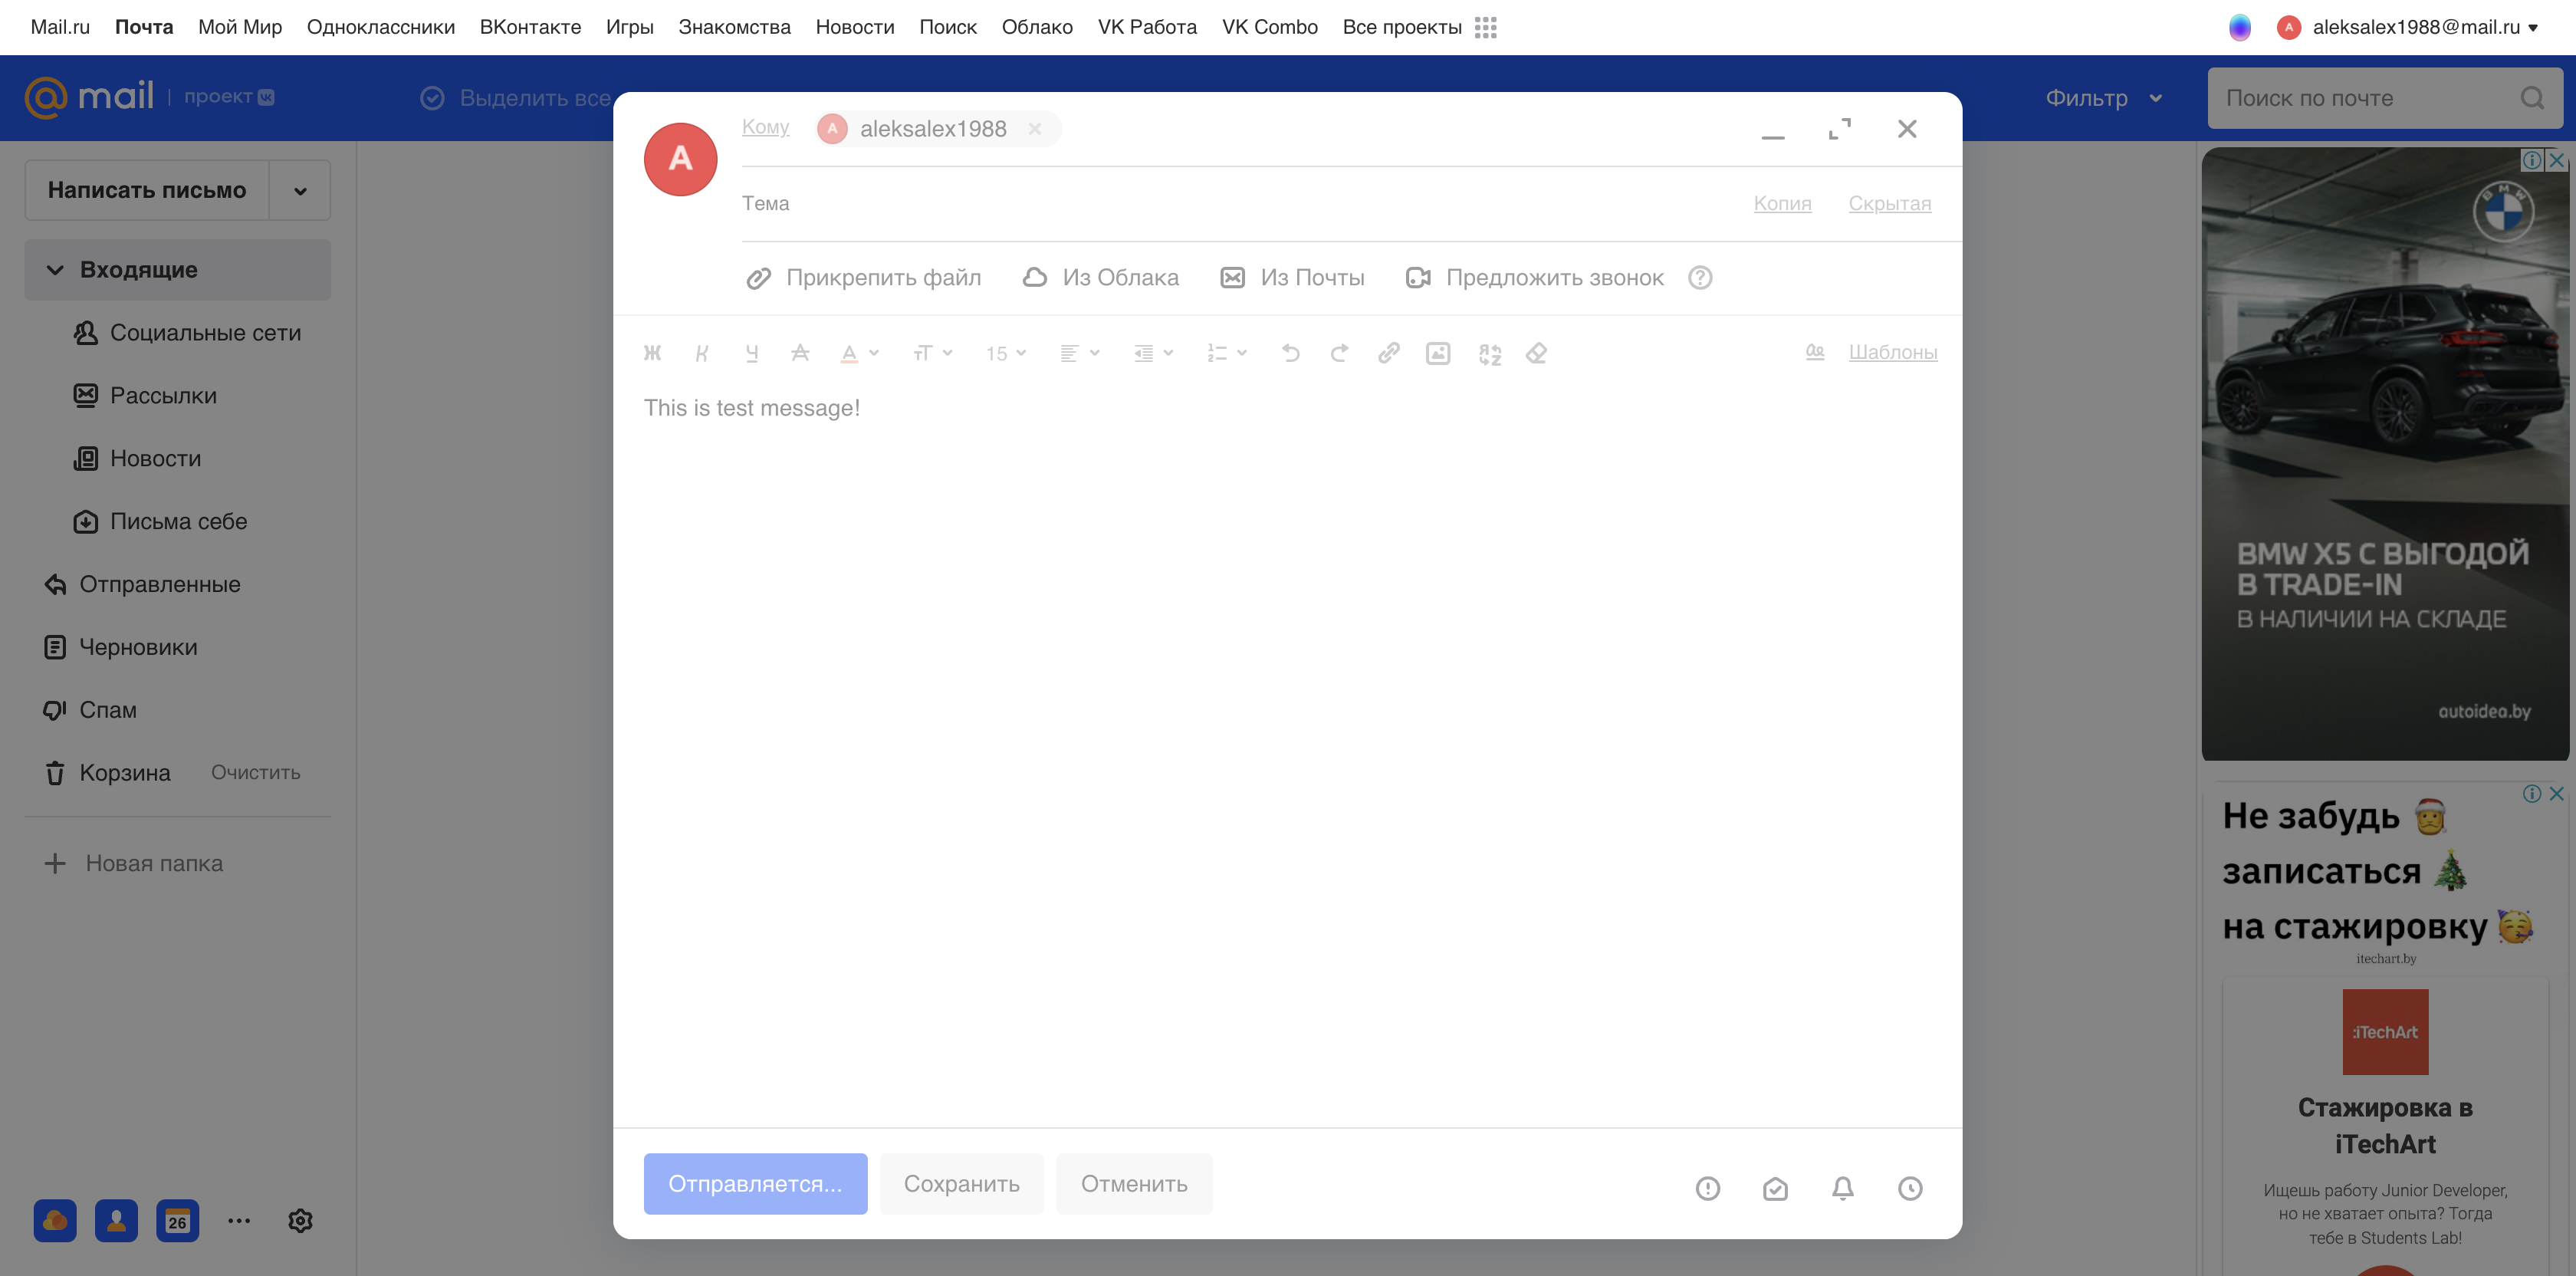 Mail.ru Почта Мой Мир Одноклассники ВКонтакте Игры Знакомства Новости Поиск Облако VK Работа VK Combo Все проекты
A aleksalex1988@mail.ru
@mail | проект
Выделить все
Фильтр
Поиск по почте
Написать письмо
Входящие
Социальные сети
Рассылки
Новости
Письма себе
Отправленные
Черновики
Спам
Корзина Очистить
Новая папка
26
A
Кому A aleksalex1988
Тема Копия Скрытая
Прикрепить файл Из Облака Из Почты Предложить звонок ?
Ж К Ч А А тТ 15 Шаблоны
This is test message!
Отправляется... Сохранить Отменить
BMW
BMW X5 С ВЫГОДОЙ
В TRADE-IN
В НАЛИЧИИ НА СКЛАДЕ
autoidea.by
Не забудь 🎅
записаться 🎄
на стажировку 🥳
itechart.by
:iTechArt
Стажировка в
iTechArt
Ищешь работу Junior Developer,
но не хватает опыта? Тогда
тебе в Students Lab!